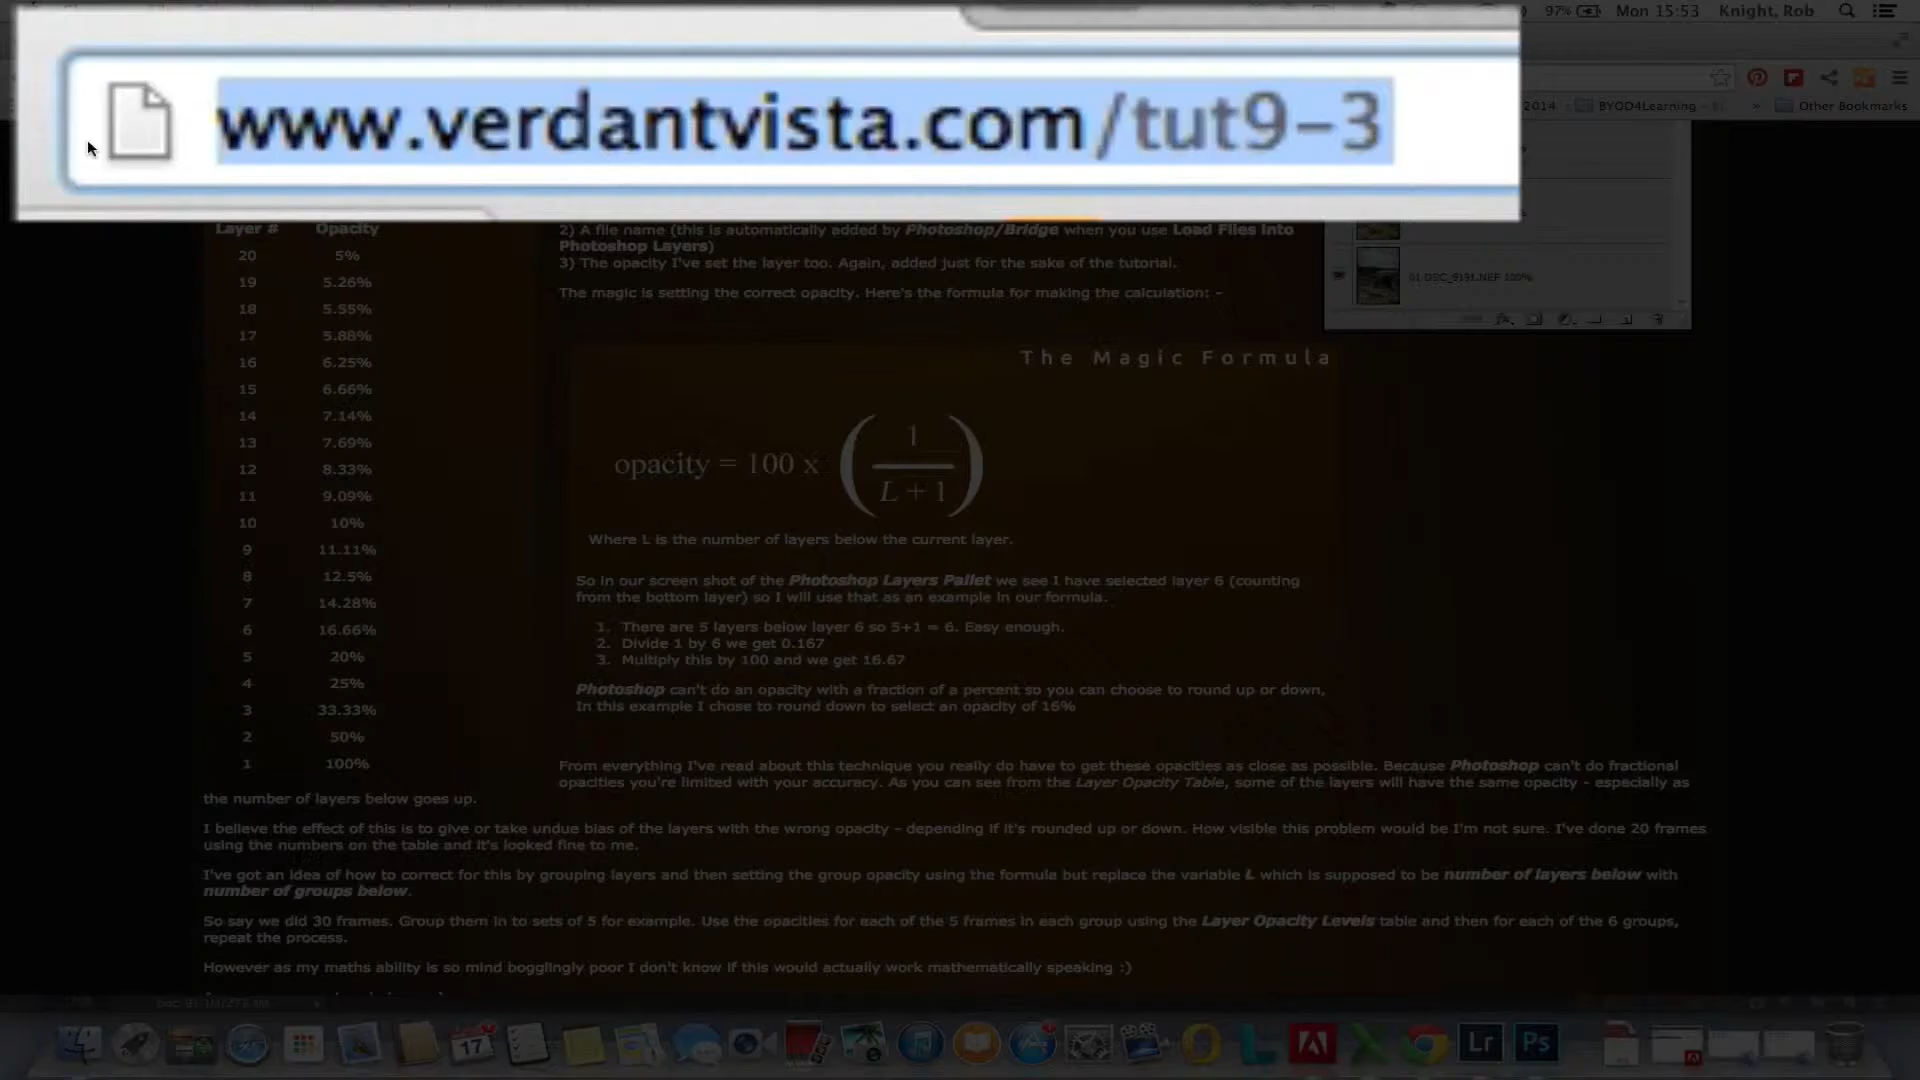 97%
Mon 15:53
Knight, Rob
www.verdantvista.com/tut9-3
2014
BYOD4Learning
»
Other Bookmarks
Layer #
Opacity
20 5%
19 5.26%
18 5.55%
17 5.88%
16 6.25%
15 6.66%
14 7.14%
13 7.69%
12 8.33%
11 9.09%
10 10%
9 11.11%
8 12.5%
7 14.28%
6 16.66%
5 20%
4 25%
3 33.33%
2 50%
1 100%
2) A file name (this is automatically added by Photoshop/Bridge when you use Load Files into
Photoshop Layers)
3) The opacity I've set the layer too. Again, added just for the sake of the tutorial.
The magic is setting the correct opacity. Here's the formula for making the calculation: -
01 DSC_9191.NEF 100%
The Magic Formula
opacity = 100 x ( 1
L + 1 )
Where L is the number of layers below the current layer.
So in our screen shot of the Photoshop Layers Pallet we see I have selected layer 6 (counting
from the bottom layer) so I will use that as an example in our formula.
1. There are 5 layers below layer 6 so 5+1 = 6. Easy enough.
2. Divide 1 by 6 we get 0.167
3. Multiply this by 100 and we get 16.67
Photoshop can't do an opacity with a fraction of a percent so you can choose to round up or down,
In this example I chose to round down to select an opacity of 16%
From everything I've read about this technique you really do have to get these opacities as close as possible. Because Photoshop can't do fractional
opacities you're limited with your accuracy. As you can see from the Layer Opacity Table, some of the layers will have the same opacity - especially as
the number of layers below goes up.
I believe the effect of this is to give or take undue bias of the layers with the wrong opacity - depending if it's rounded up or down. How visible this problem would be I'm not sure. I've done 20 frames
using the numbers on the table and it's looked fine to me.
I've got an idea of how to correct for this by grouping layers and then setting the group opacity using the formula but replace the variable L which is supposed to be number of layers below with
number of groups below.
So say we did 30 frames. Group them in to sets of 5 for example. Use the opacities for each of the 5 frames in each group using the Layer Opacity Levels table and then for each of the 6 groups,
repeat the process.
However as my maths ability is so mind bogglingly poor I don't know if this would actually work mathematically speaking :)
17
Lr
Ps